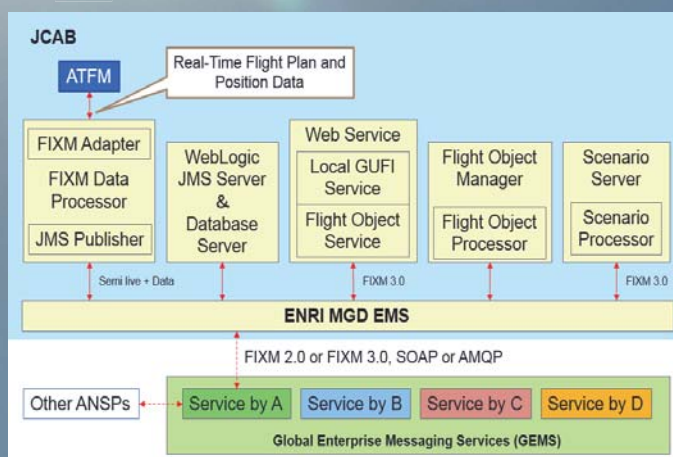 JCAB
ATFM
Real-Time Flight Plan and
Position Data
FIXM Adapter
FIXM Data
Processor
JMS Publisher
WebLogic
JMS Server
&
Database
Server
Web Service
Local GUFI
Service
Flight Object
Service
Flight Object
Manager
Flight Object
Processor
Scenario
Server
Scenario
Processor
Semi live + Data
FIXM 3.0
FIXM 3.0
ENRI MGD EMS
FIXM 2.0 or FIXM 3.0, SOAP or AMQP
Other ANSPs
Service by A
Service by B
Service by C
Service by D
Global Enterprise Messaging Services (GEMS)